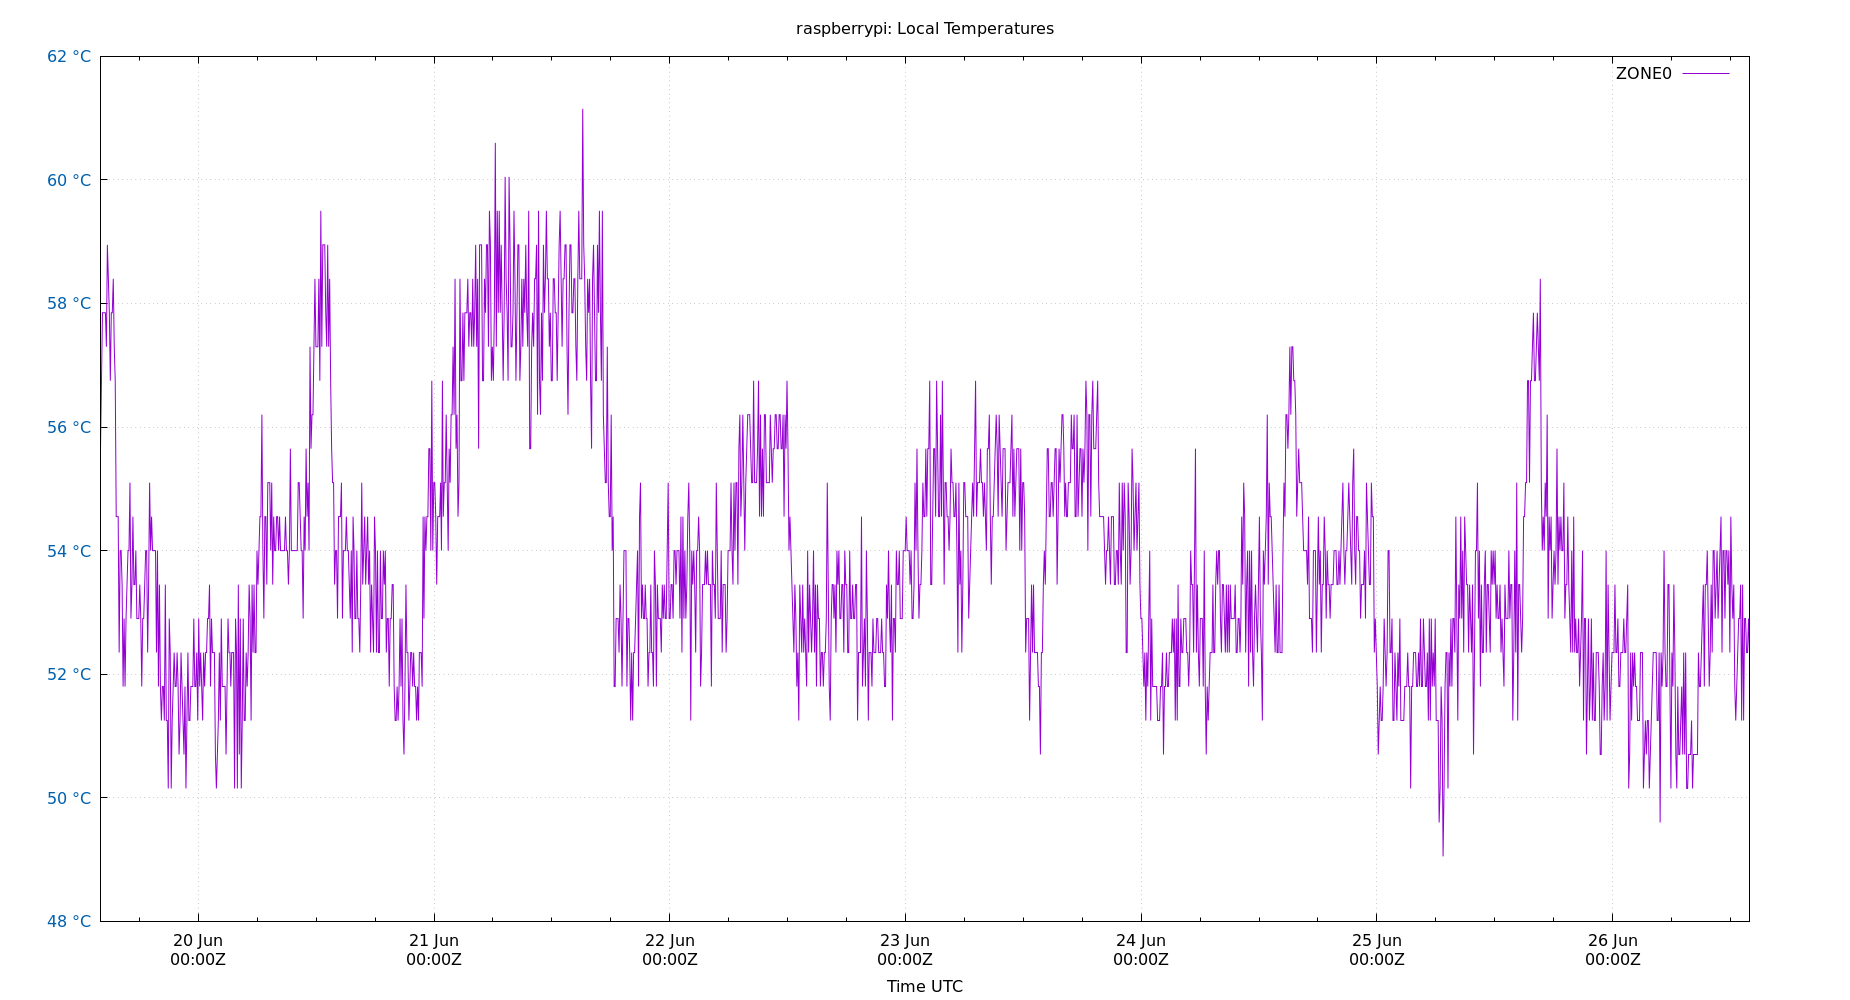 raspberrypi: Local Temperatures
62 °C
ZONE0
60 °C
58 °C
56 °C
54 °C
52 °C
50 °C
48 °C
20 Jun 21 Jun 22 Jun 23 Jun 24 Jun 25 Jun 26 Jun
00:00Z 00:00Z 00:00Z 00:00Z 00:00Z 00:00Z 00:00Z
Time UTC